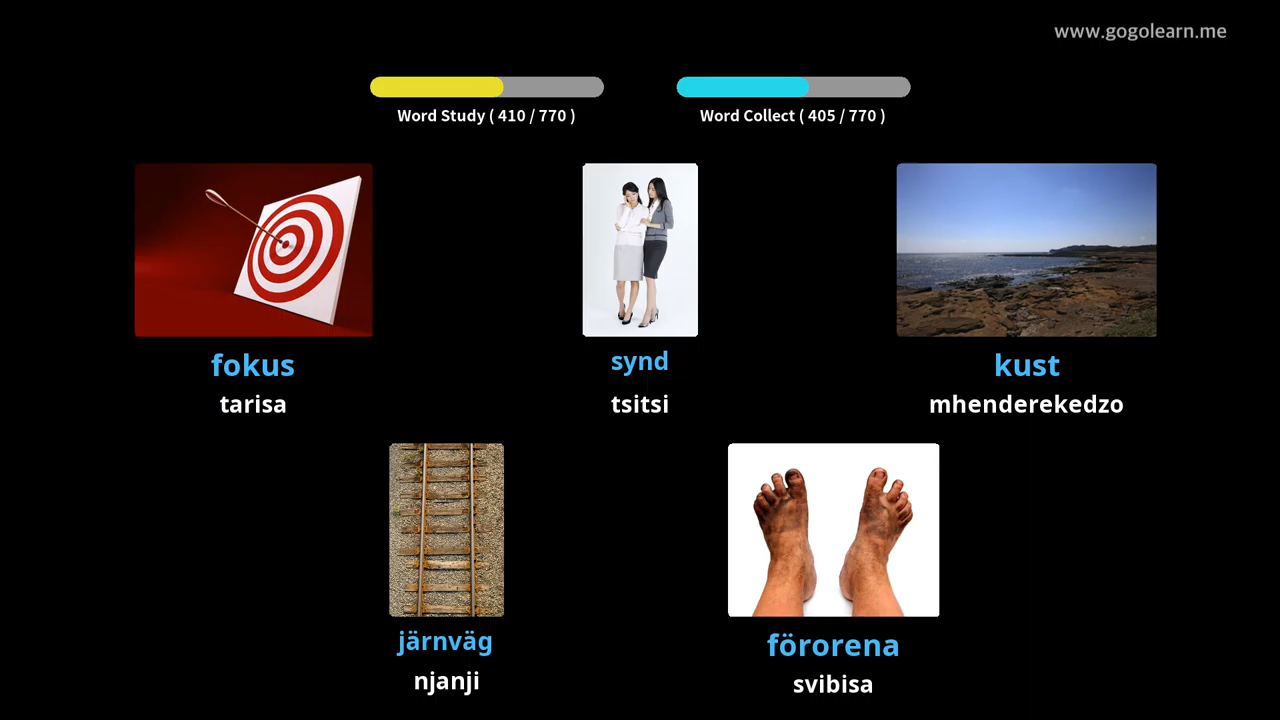 www.gogolearn.me
Word Study ( 410 / 770 )
Word Collect ( 405 / 770 )
fokus
tarisa
synd
tsitsi
kust
mhenderekedzo
järnväg
njanji
förorena
svibisa